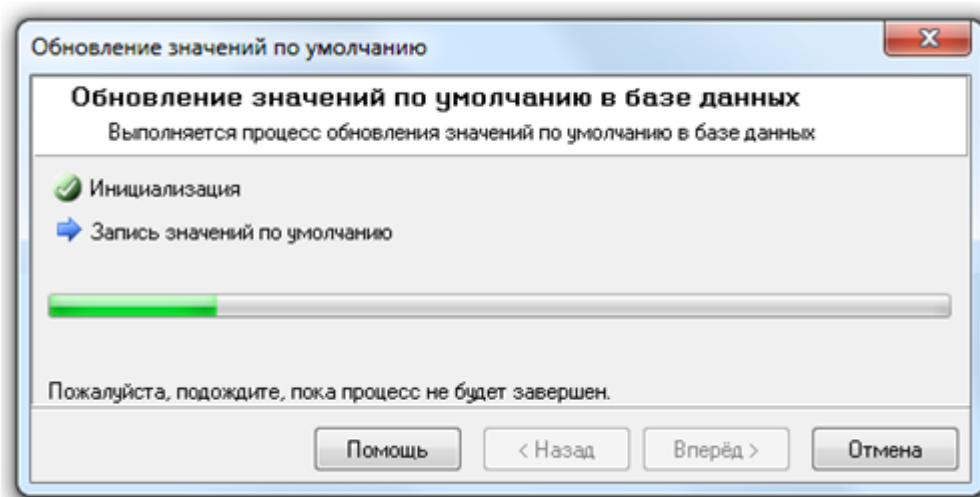 Обновление значений по умолчанию
Обновление значений по умолчанию в базе данных
Выполняется процесс обновления значений по умолчанию в базе данных
Инициализация
Запись значений по умолчанию
Пожалуйста, подождите, пока процесс не будет завершен.
Помощь < Назад Вперёд > Отмена